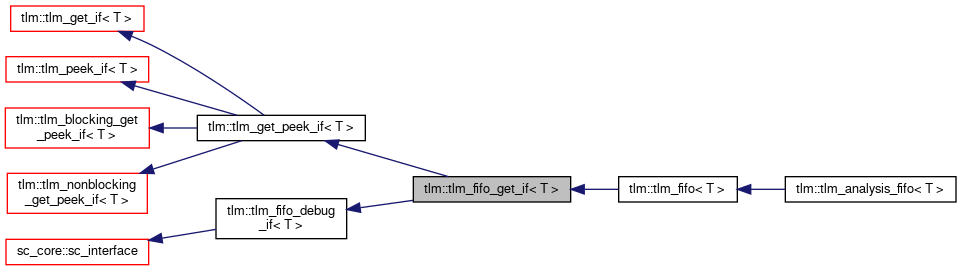 tlm::tlm_get_if< T >
tlm::tlm_peek_if< T >
tlm::tlm_blocking_get
_peek_if< T >
tlm::tlm_get_peek_if< T >
tlm::tlm_nonblocking
_get_peek_if< T >
tlm::tlm_fifo_get_if< T >
tlm::tlm_fifo< T >
tlm::tlm_analysis_fifo< T >
tlm::tlm_fifo_debug
_if< T >
sc_core::sc_interface